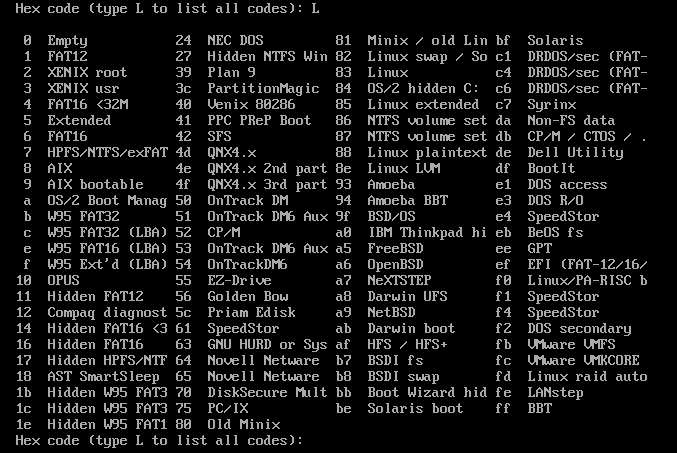 Hex code (type L to list all codes): L
0 Empty 24 NEC DOS 81 Minix / old Lin bf Solaris
1 FAT12 27 Hidden NTFS Win 82 Linux swap / So c1 DRDOS/sec (FAT-
2 XENIX root 39 Plan 9 83 Linux c4 DRDOS/sec (FAT-
3 XENIX usr 3c PartitionMagic 84 OS/2 hidden C: c6 DRDOS/sec (FAT-
4 FAT16 <32M 40 Venix 80286 85 Linux extended c7 Syrinx
5 Extended 41 PPC PReP Boot 86 NTFS volume set da Non-FS data
6 FAT16 42 SFS 87 NTFS volume set db CP/M / CTOS / .
7 HPFS/NTFS/exFAT 4d QNX4.x 88 Linux plaintext de Dell Utility
8 AIX 4e QNX4.x 2nd part 8e Linux LVM df BootIt
9 AIX bootable 4f QNX4.x 3rd part 93 Amoeba e1 DOS access
a OS/2 Boot Manag 50 OnTrack DM 94 Amoeba BBT e3 DOS R/O
b W95 FAT32 51 OnTrack DM6 Aux 9f BSD/OS e4 SpeedStor
c W95 FAT32 (LBA) 52 CP/M a0 IBM Thinkpad hi eb BeOS fs
e W95 FAT16 (LBA) 53 OnTrack DM6 Aux a5 FreeBSD ee GPT
f W95 Ext'd (LBA) 54 OnTrackDM6 a6 OpenBSD ef EFI (FAT-12/16/
10 OPUS 55 EZ-Drive a7 NeXTSTEP f0 Linux/PA-RISC b
11 Hidden FAT12 56 Golden Bow a8 Darwin UFS f1 SpeedStor
12 Compaq diagnost 5c Priam Edisk a9 NetBSD f4 SpeedStor
14 Hidden FAT16 <3 61 SpeedStor ab Darwin boot f2 DOS secondary
16 Hidden FAT16 63 GNU HURD or Sys af HFS / HFS+ fb VMware VMFS
17 Hidden HPFS/NTF 64 Novell Netware b7 BSDI fs fc VMware VMKCORE
18 AST SmartSleep 65 Novell Netware b8 BSDI swap fd Linux raid auto
1b Hidden W95 FAT3 70 DiskSecure Mult bb Boot Wizard hid fe LANstep
1c Hidden W95 FAT3 75 PC/IX be Solaris boot ff BBT
1e Hidden W95 FAT1 80 Old Minix
Hex code (type L to list all codes):